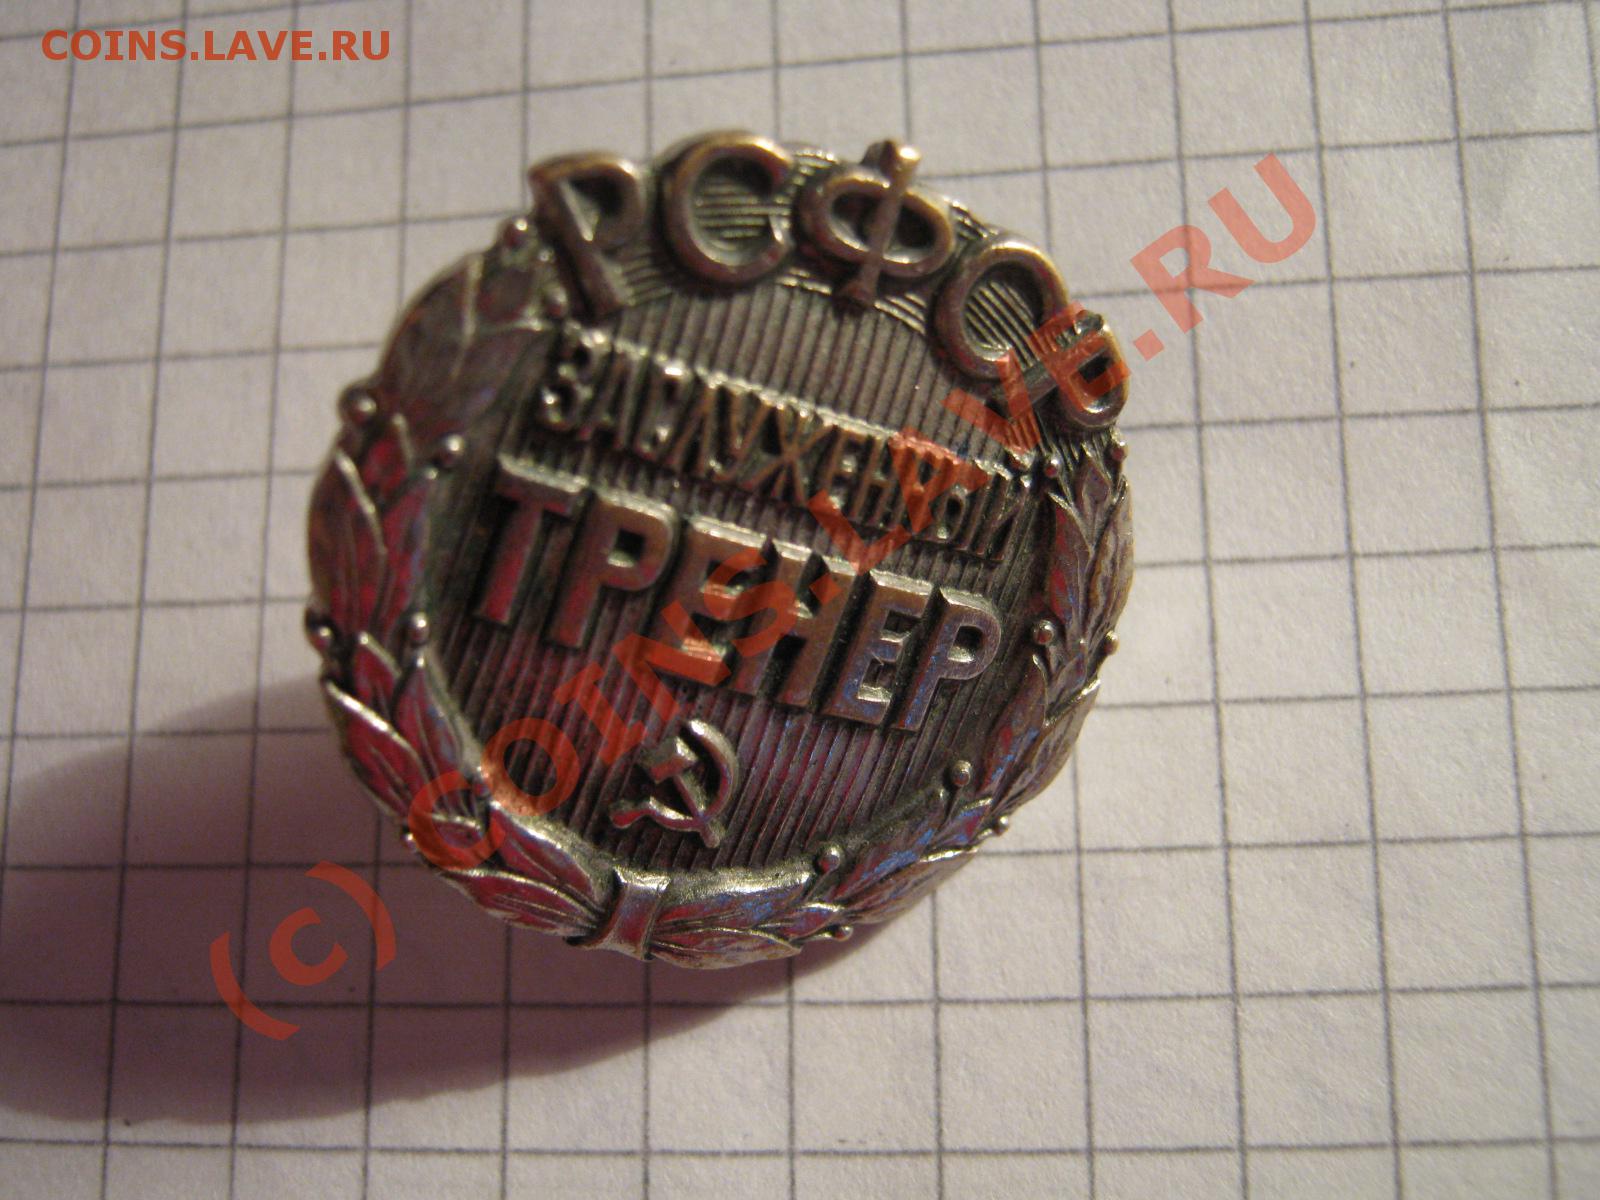 COINS.LAVE.RU
РСФСР
ЗАСЛУЖЕННЫЙ
ТРЕНЕР
(c) COINS.LAVE.RU